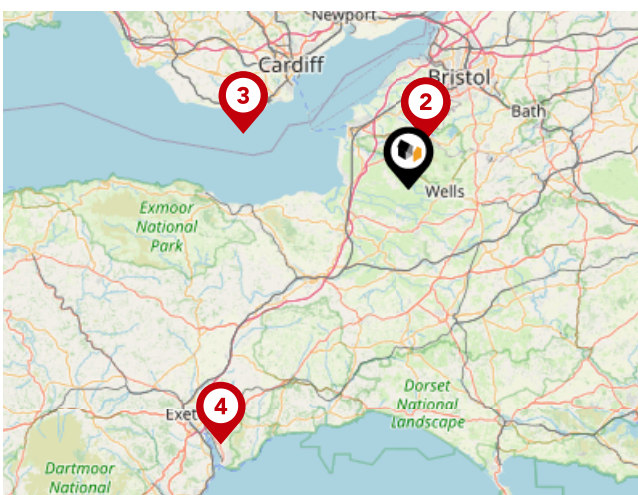 Newport
Cardiff
Bristol
3
2
Bath
Wells
Exmoor
National
Park
4
Exet
Dorset
National
Landscape
Dartmoor
National